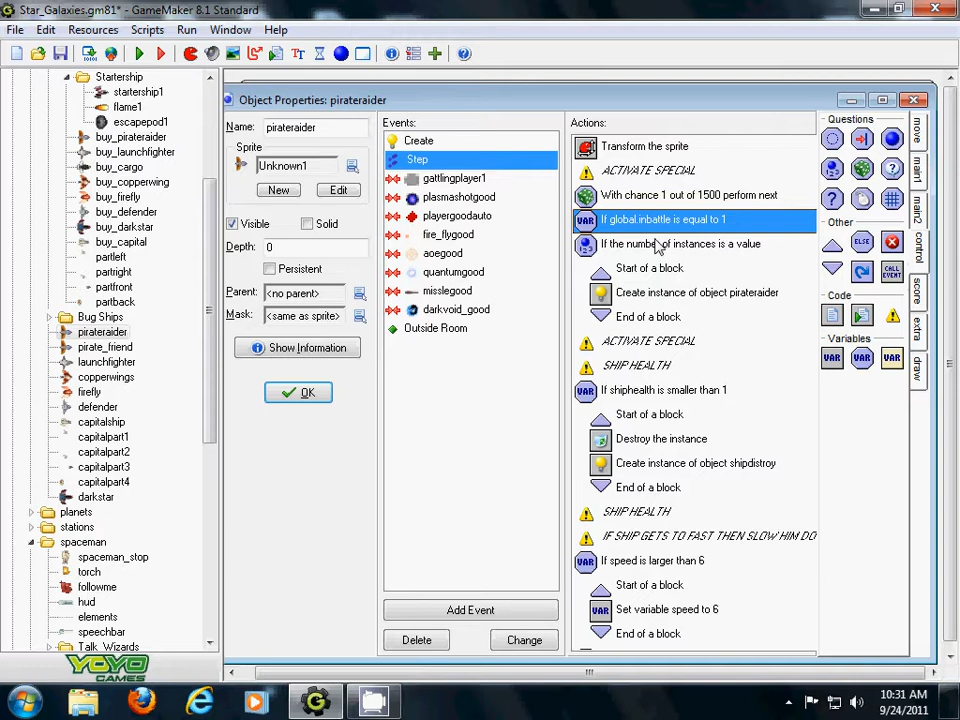 Star_Galaxies.gm81* - GameMaker 8.1 Standard
File Edit Resources Scripts Run Window Help
Startership
startership1
flame1
escapepod1
buy_pirateraider
buy_launchfighter
buy_cargo
buy_copperwing
buy_firefly
buy_defender
buy_darkstar
buy_capital
partleft
partright
partfront
partback
Bug Ships
pirateraider
pirate_friend
launchfighter
copperwings
firefly
defender
capitalship
capitalpart1
capitalpart2
capitalpart3
capitalpart4
darkstar
planets
stations
spaceman
spaceman_stop
torch
followme
hud
elements
speechbar
Talk_Wizards
YOYO
GAMES
Object Properties: pirateraider
Name: pirateraider
Sprite
Unknown1
New Edit
Visible Solid
Depth: 0
Persistent
Parent: <no parent>
Mask: <same as sprite>
Show Information
OK
Events:
Create
Step
gattlingplayer1
plasmashotgood
playergoodauto
fire_flygood
aoegood
quantumgood
misslegood
darkvoid_good
Outside Room
Add Event
Delete Change
Actions:
Transform the sprite
ACTIVATE SPECIAL
With chance 1 out of 1500 perform next
VAR If global.inbattle is equal to 1
If the number of instances is a value
Start of a block
Create instance of object pirateraider
End of a block
ACTIVATE SPECIAL
SHIP HEALTH
VAR If shiphealth is smaller than 1
Start of a block
Destroy the instance
Create instance of object shipdistroy
End of a block
SHIP HEALTH
IF SHIP GETS TO FAST THEN SLOW HIM DO
VAR If speed is larger than 6
Start of a block
VAR Set variable speed to 6
End of a block
Questions
Other
ELSE
CALL EVENT
Code
Variables
VAR VAR VAR
move
main1
main2
control
score
extra
draw
10:31 AM
9/24/2011